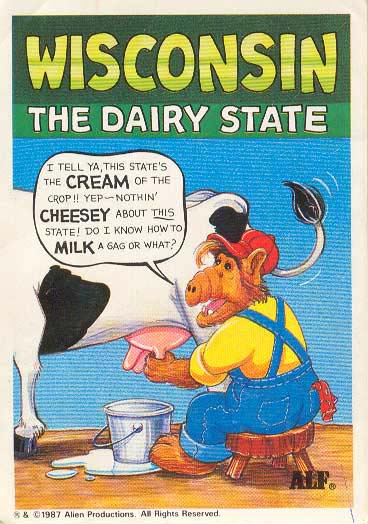 WISCONSIN
THE DAIRY STATE
I TELL YA, THIS STATE'S
THE CREAM OF THE
CROP!! YEP~NOTHIN'
CHEESEY ABOUT THIS
STATE! DO I KNOW HOW TO
MILK A GAG OR WHAT?
ALF®
® & ©1987 Alien Productions. All Rights Reserved.